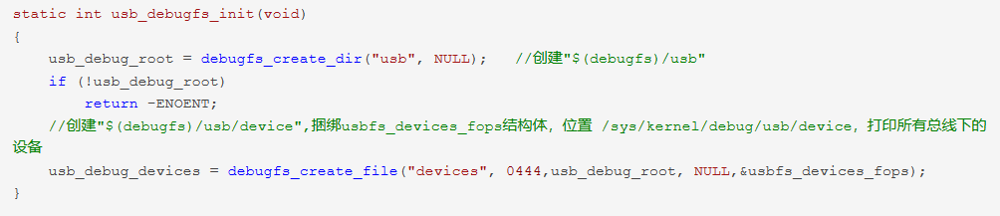 static int usb_debugfs_init(void)
{
    usb_debug_root = debugfs_create_dir("usb", NULL);   //创建"$(debugfs)/usb"
    if (!usb_debug_root)
        return -ENOENT;
    //创建"$(debugfs)/usb/device",捆绑usbfs_devices_fops结构体，位置 /sys/kernel/debug/usb/device，打印所有总线下的
设备
    usb_debug_devices = debugfs_create_file("devices", 0444,usb_debug_root, NULL,&usbfs_devices_fops);
}